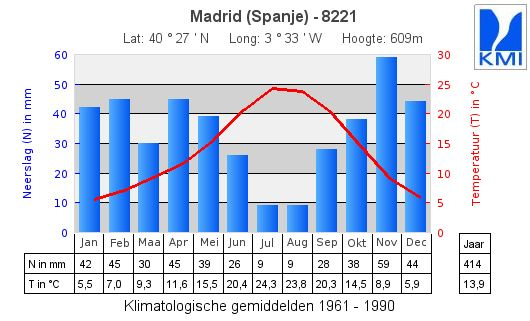 Madrid (Spanje) - 8221
Lat: 40 ° 27 ' N Long: 3 ° 33 ' W Hoogte: 609m
KMI
Neerslag (N) in mm
60
50
40
30
20
10
0
Temperatuur (T) in °C
30
25
20
15
10
5
0
Jan Feb Maa Apr Mei Jun Jul Aug Sep Okt Nov Dec Jaar
N in mm 42 45 30 45 39 26 9 9 28 38 59 44 414
T in °C 5,5 7,0 9,3 11,6 15,5 20,4 24,3 23,8 20,3 14,5 8,9 5,9 13,9
Klimatologische gemiddelden 1961 - 1990